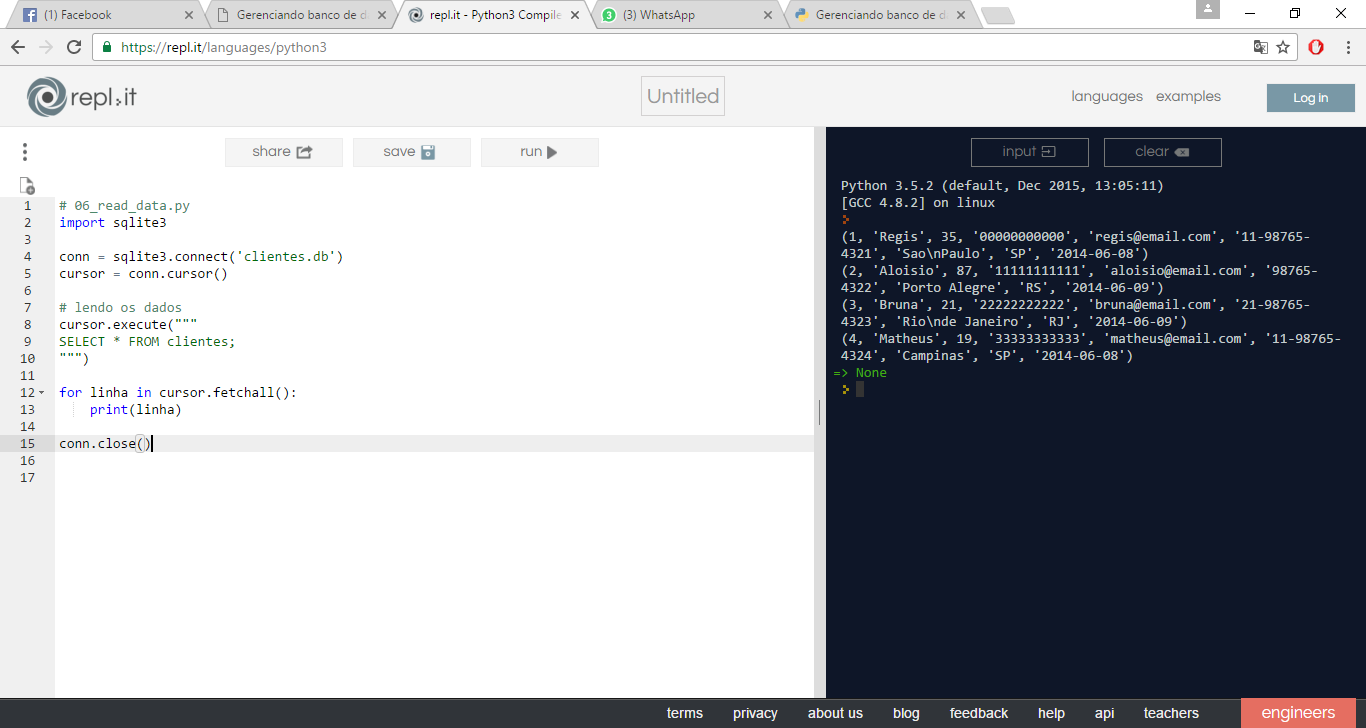 (1) Facebook
Gerenciando banco de d
repl.it - Python3 Compile
(3) WhatsApp
Gerenciando banco de d
https://repl.it/languages/python3
repl.it
Untitled
languages examples
Log in
share save run
input clear
1 # 06_read_data.py
2 import sqlite3
3
4 conn = sqlite3.connect('clientes.db')
5 cursor = conn.cursor()
6
7 # lendo os dados
8 cursor.execute("""
9 SELECT * FROM clientes;
10 """)
11
12 for linha in cursor.fetchall():
13 print(linha)
14
15 conn.close()
16
17
Python 3.5.2 (default, Dec 2015, 13:05:11)
[GCC 4.8.2] on linux
(1, 'Regis', 35, '00000000000', 'regis@email.com', '11-98765-
4321', 'Sao\nPaulo', 'SP', '2014-06-08')
(2, 'Aloisio', 87, '11111111111', 'aloisio@email.com', '98765-
4322', 'Porto Alegre', 'RS', '2014-06-09')
(3, 'Bruna', 21, '22222222222', 'bruna@email.com', '21-98765-
4323', 'Rio\nde Janeiro', 'RJ', '2014-06-09')
(4, 'Matheus', 19, '33333333333', 'matheus@email.com', '11-98765-
4324', 'Campinas', 'SP', '2014-06-08')
=> None
terms privacy about us blog feedback help api teachers engineers